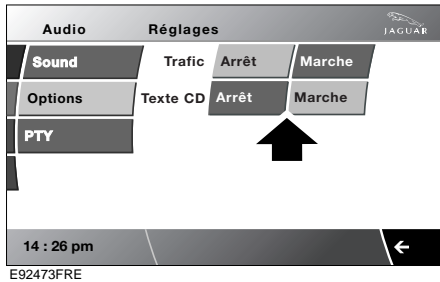 Audio Réglages JAGUAR
Sound Trafic Arrêt Marche
Options Texte CD Arrêt Marche
PTY
14 : 26 pm
E92473FRE